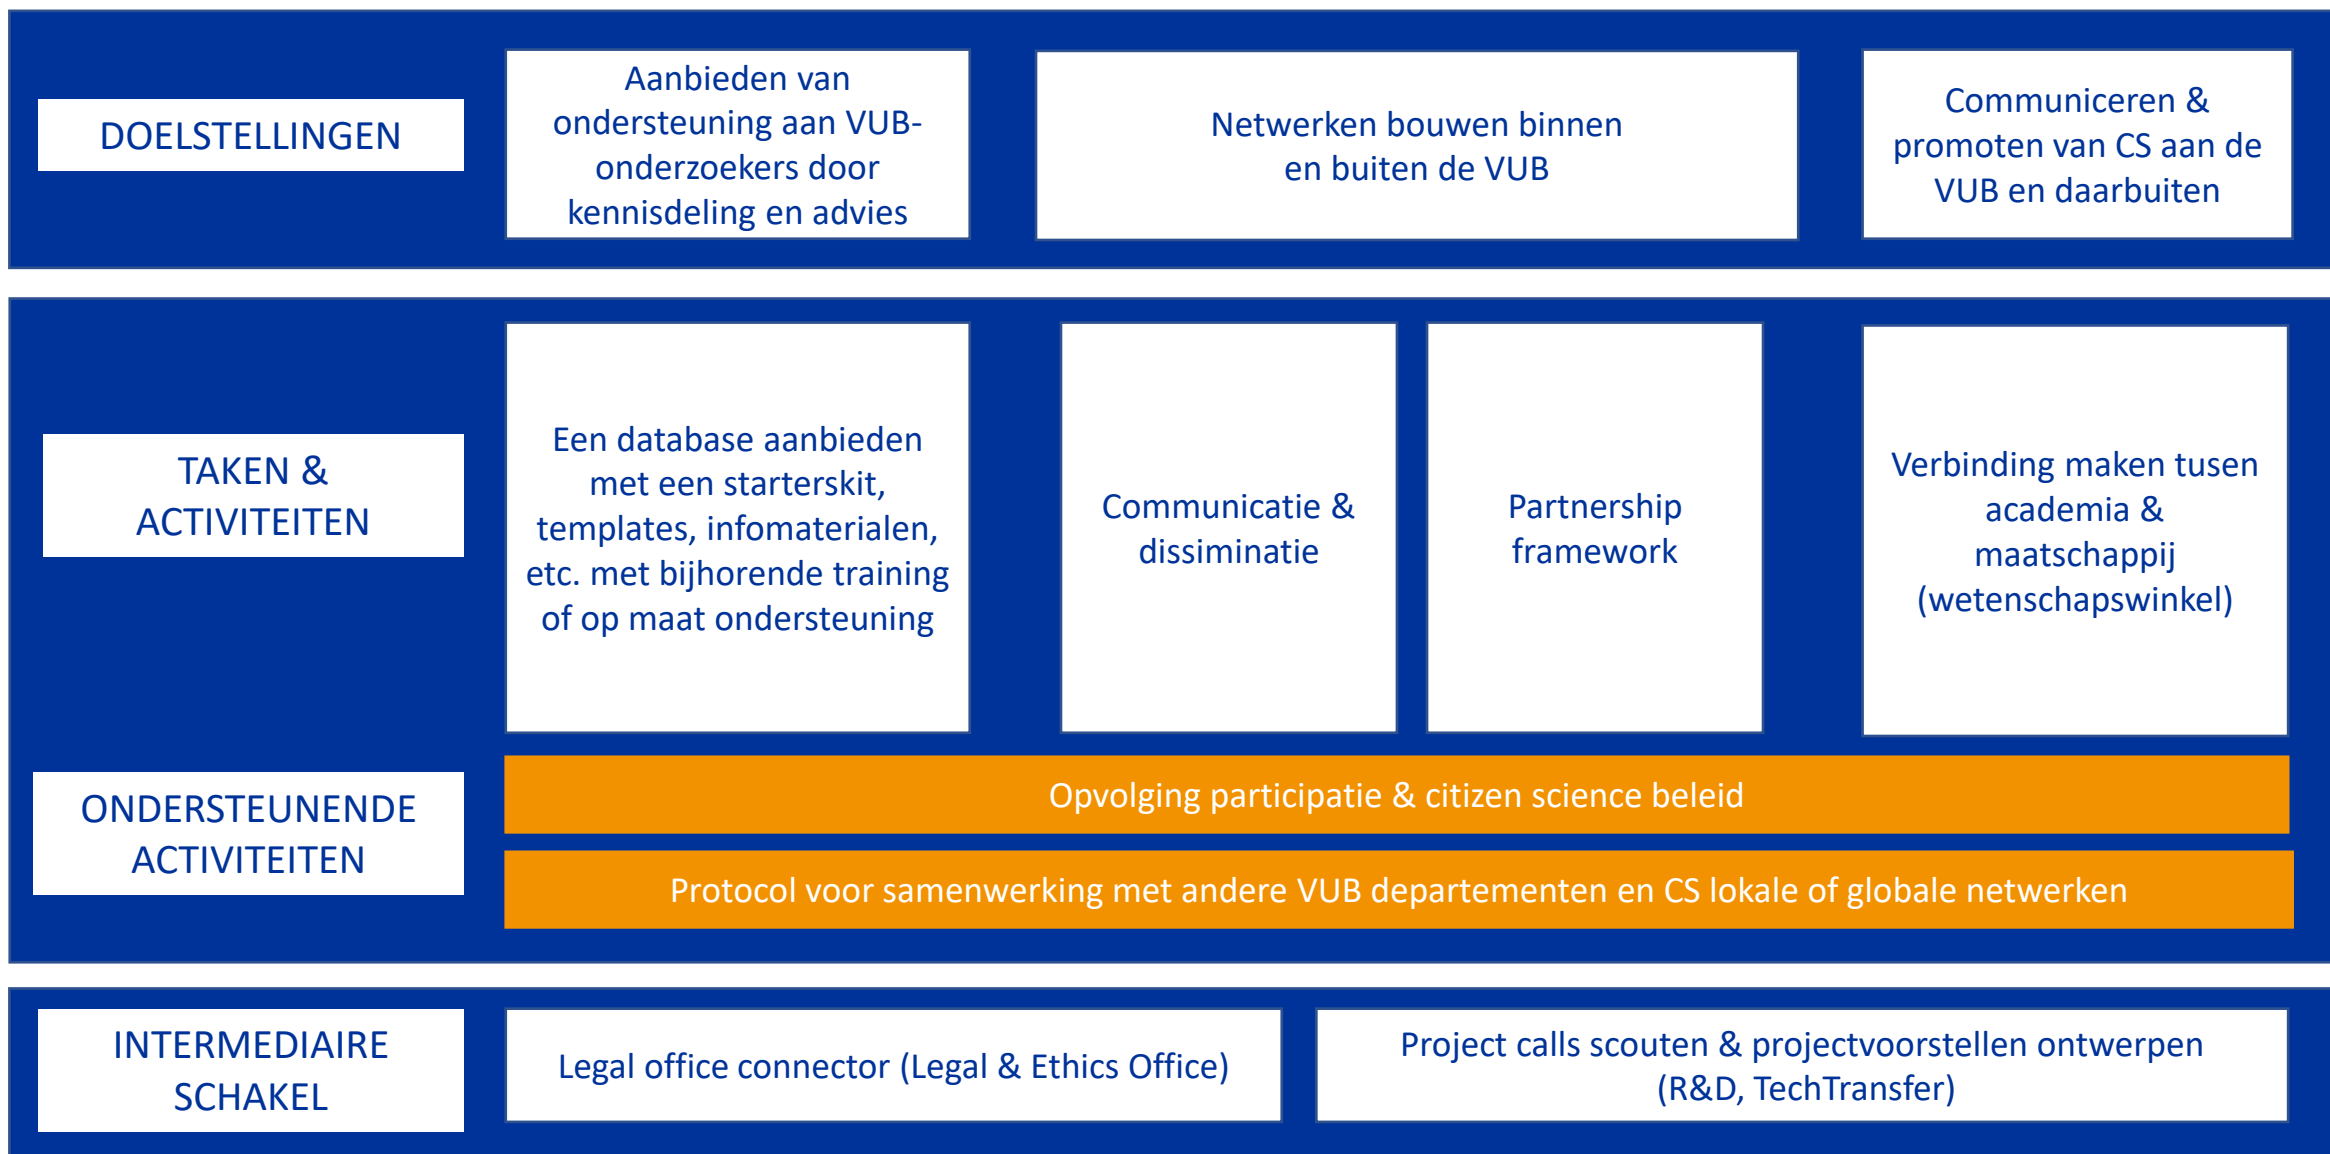 DOELSTELLINGEN
Aanbieden van
ondersteuning aan VUB-
onderzoekers door
kennisdeling en advies
Netwerken bouwen binnen
en buiten de VUB
Communiceren &
promoten van CS aan de
VUB en daarbuiten
TAKEN &
ACTIVITEITEN
Een database aanbieden
met een starterskit,
templates, infomaterialen,
etc. met bijhorende training
of op maat ondersteuning
Communicatie &
dissiminatie
Partnership
framework
Verbinding maken tusen
academia &
maatschappij
(wetenschapswinkel)
ONDERSTEUNENDE
ACTIVITEITEN
Opvolging participatie & citizen science beleid
Protocol voor samenwerking met andere VUB departementen en CS lokale of globale netwerken
INTERMEDIAIRE
SCHAKEL
Legal office connector (Legal & Ethics Office)
Project calls scouten & projectvoorstellen ontwerpen
(R&D, TechTransfer)